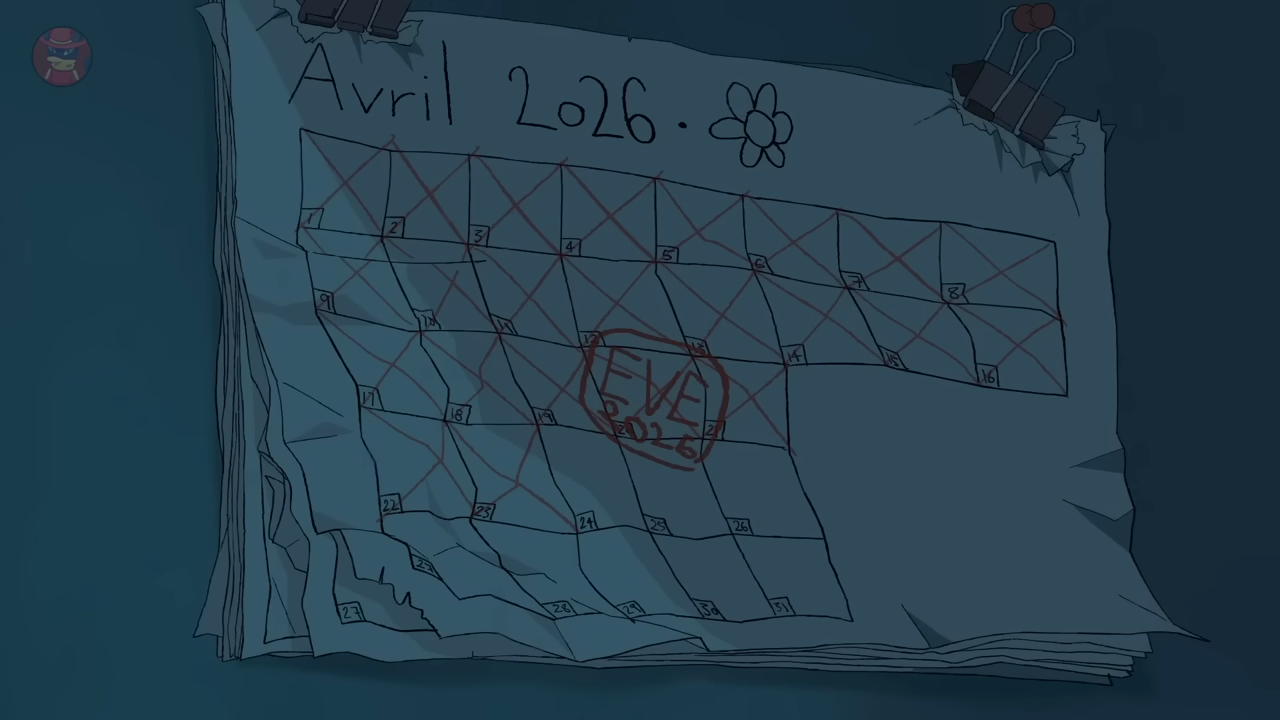 Avril 2026.
1 2 3 4 5 6 7 8
9 10 11 12 13 14 15 16
17 18 19 20 21
EVE
2026
22 23 24 25 26
27 27 28 29 30 31